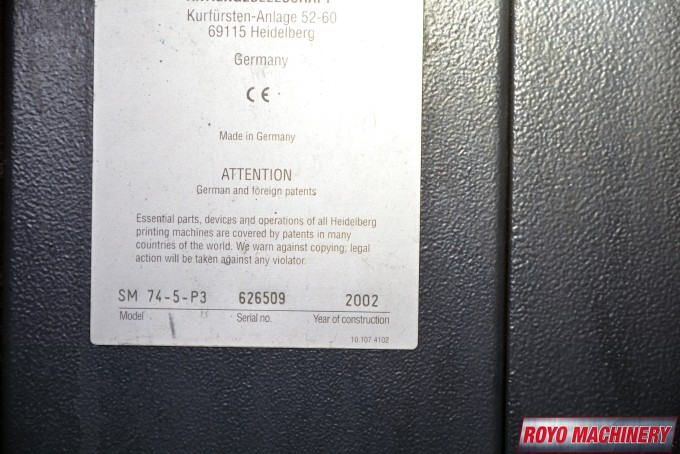 Kurfürsten-Anlage 52-60
69115 Heidelberg
Germany
CE
Made in Germany
ATTENTION
German and foreign patents
Essential parts, devices and operations of all Heidelberg
printing machines are covered by patents in many
countries of the world. We warn against copying; legal
action will be taken against any violator.
SM 74-5-P3 626509 2002
Model Serial no. Year of construction
10.107.4102
ROYO MACHINERY